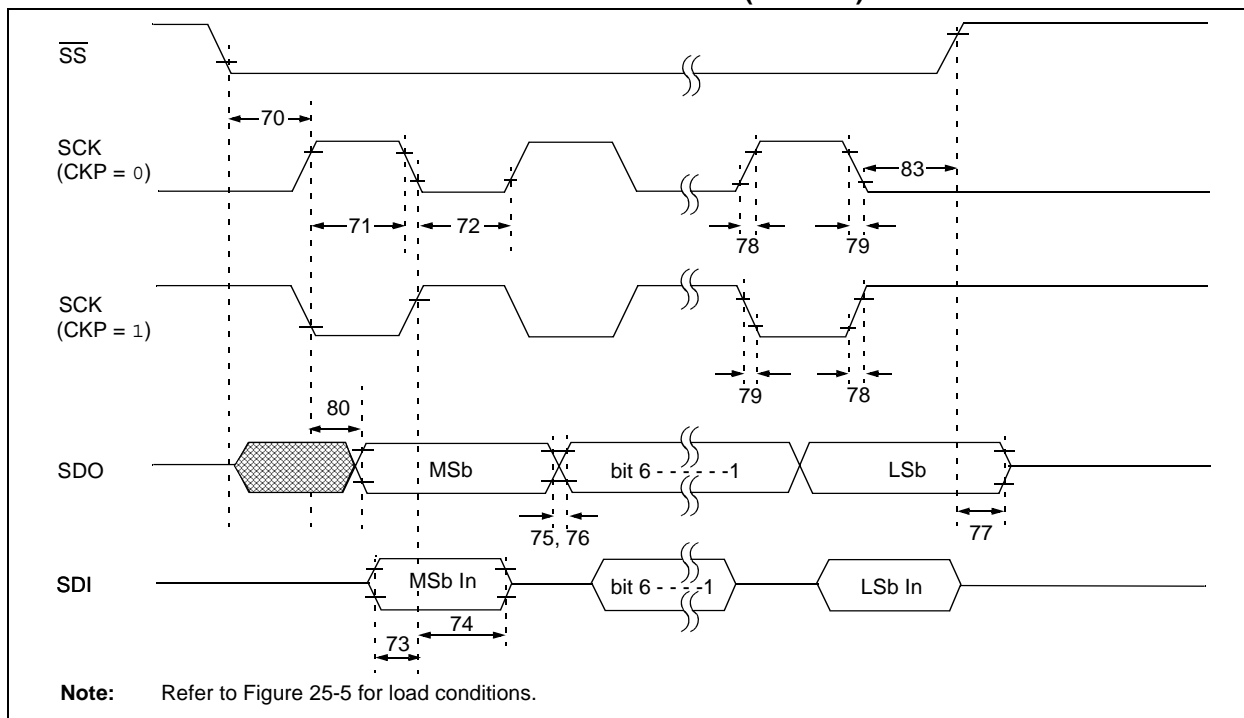 SS
70
SCK
(CKP = 0)
83
71
72
78
79
SCK
(CKP = 1)
79
78
80
SDO
MSb
bit 6 - - - - - -1
LSb
75, 76
77
SDI
MSb In
bit 6 - - - -1
LSb In
74
73
Note: Refer to Figure 25-5 for load conditions.